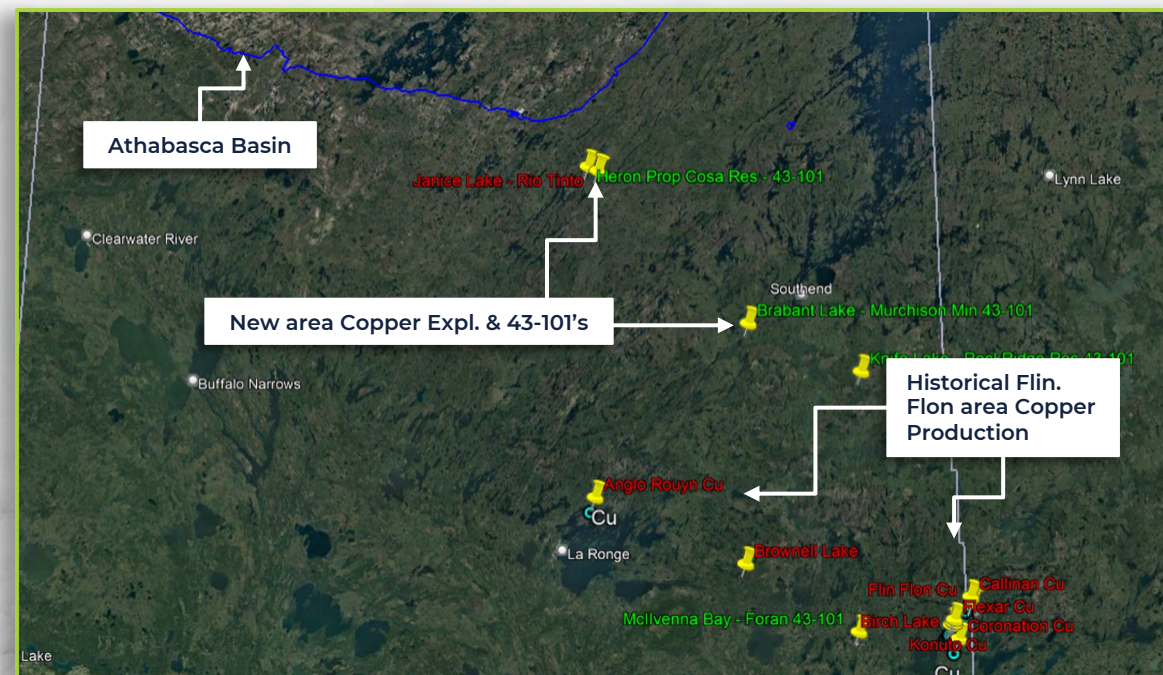 Athabasca Basin
Janice Lake - Rio Tinto
Heron Prop Cosa Res - 43-101
Lynn Lake
Clearwater River
Southend
New area Copper Expl. & 43-101’s
Brabant Lake - Murchison Min 43-101
Knife Lake - RockRidge Res 43-101
Buffalo Narrows
Historical Flin.
Flon area Copper
Production
Anglo Rouyn Cu
Cu
La Ronge
Brownell Lake
Flin Flon Cu
Callinan Cu
Flexar Cu
McIlvenna Bay - Foran 43-101
Birch Lake
Coronation Cu
Konuto Cu
Lake
Cu